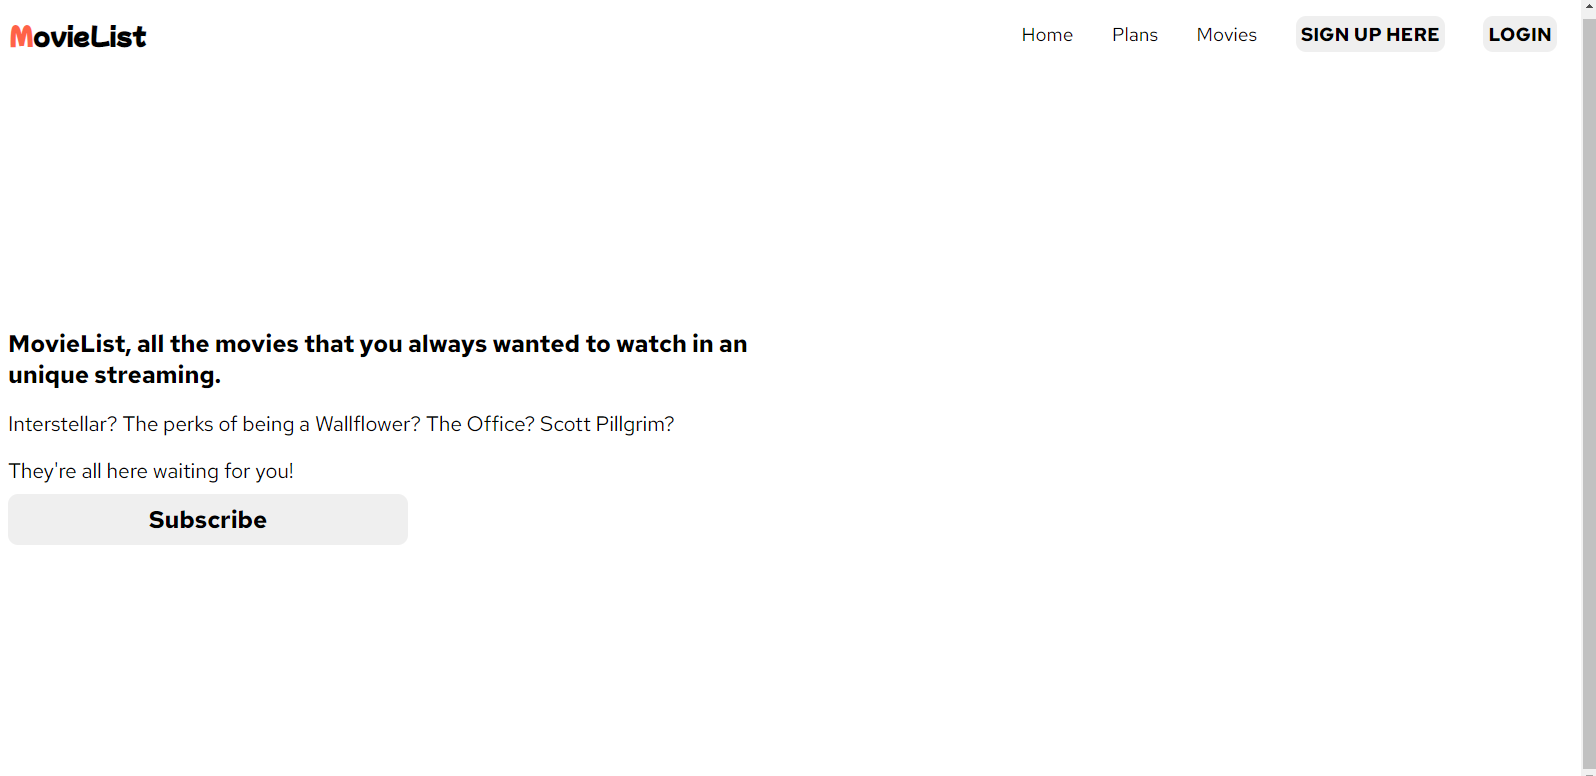 MovieList
Home
Plans
Movies
SIGN UP HERE
LOGIN
MovieList, all the movies that you always wanted to watch in an
unique streaming.
Interstellar? The perks of being a Wallflower? The Office? Scott Pillgrim?
They're all here waiting for you!
Subscribe